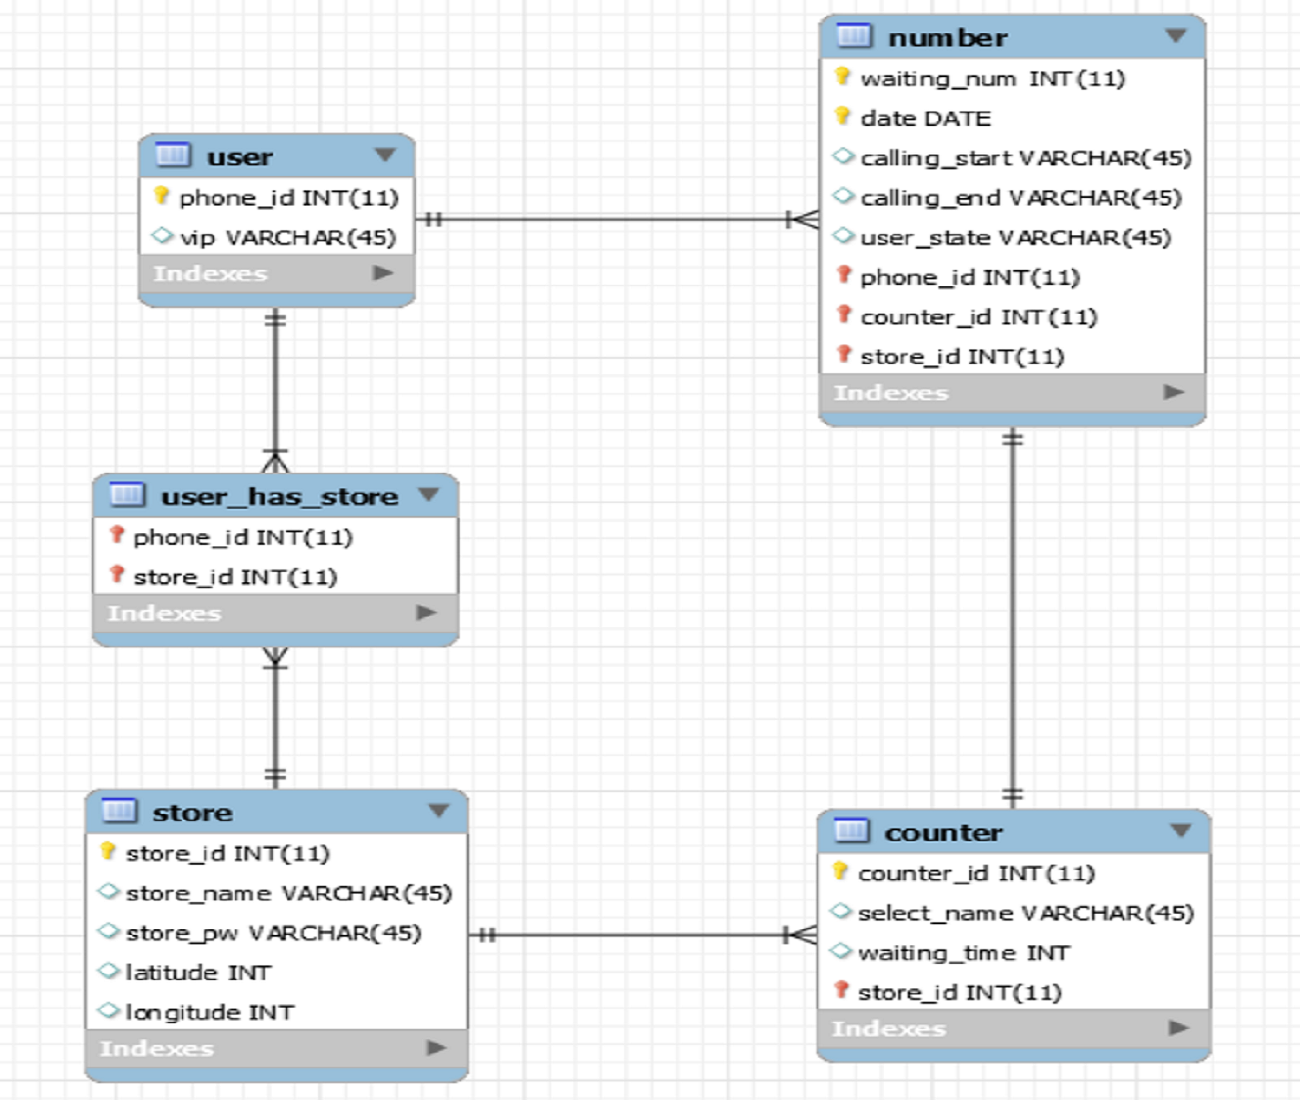 user
phone_id INT(11)
vip VARCHAR(45)
Indexes
number
waiting_num INT(11)
date DATE
calling_start VARCHAR(45)
calling_end VARCHAR(45)
user_state VARCHAR(45)
phone_id INT(11)
counter_id INT(11)
store_id INT(11)
Indexes
user_has_store
phone_id INT(11)
store_id INT(11)
Indexes
store
store_id INT(11)
store_name VARCHAR(45)
store_pw VARCHAR(45)
latitude INT
longitude INT
Indexes
counter
counter_id INT(11)
select_name VARCHAR(45)
waiting_time INT
store_id INT(11)
Indexes